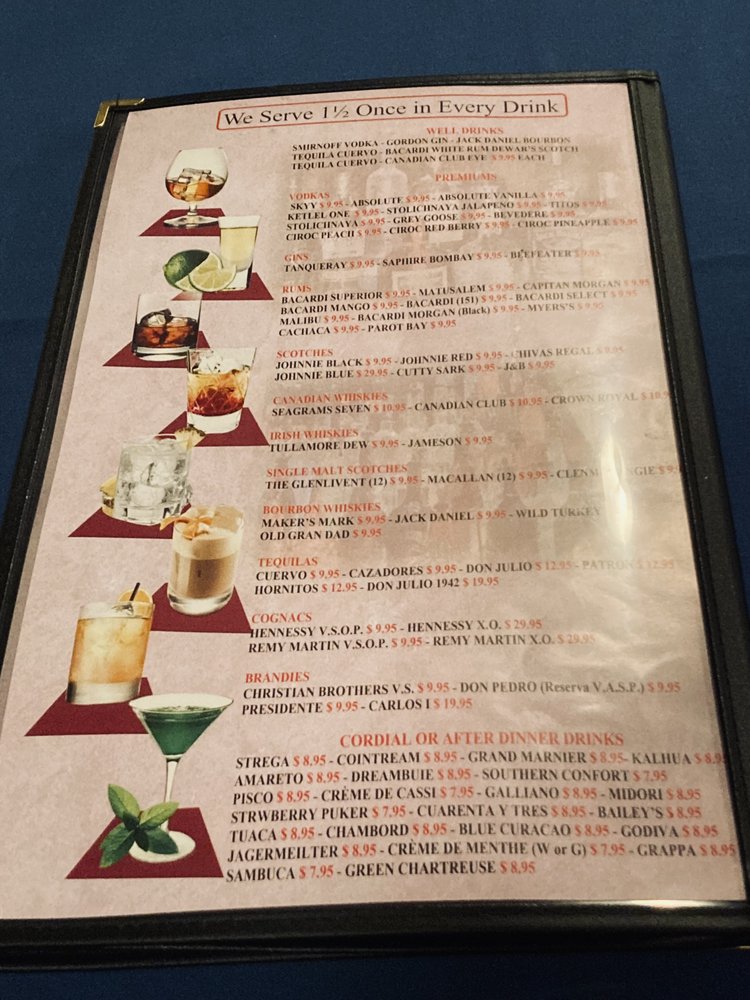 We Serve 1½ Once in Every Drink
WELL DRINKS
SMIRNOFF VODKA - GORDON GIN - JACK DANIEL BOURBON
TEQUILA CUERVO - BACARDI WHITE RUM DEWAR'S SCOTCH
TEQUILA CUERVO - CANADIAN CLUB EYE $ 9.95 EACH
PREMIUMS
VODKAS
SKYY $ 9.95 - ABSOLUTE $ 9.95 - ABSOLUTE VANILLA $ 9.95
KETLEL ONE $ 9.95 - STOLICHNAYA JALAPENO $ 9.95 - TITOS $ 9.95
STOLICHNAYA $ 9.95 - GREY GOOSE $ 9.95 - BEVEDERE $ 9.95
CIROC PEACH $ 9.95 - CIROC RED BERRY $ 9.95 - CIROC PINEAPPLE $ 9.95
GINS
TANQUERAY $ 9.95 - SAPHIRE BOMBAY $ 9.95 - BEEFEATER $ 9.95
RUMS
BACARDI SUPERIOR $ 9.95 - MATUSALEM $ 9.95 - CAPITAN MORGAN $ 9.95
BACARDI MANGO $ 9.95 - BACARDI (151) $ 9.95 - BACARDI SELECT $ 9.95
MALIBU $ 9.95 - BACARDI MORGAN (Black) $ 9.95 - MYERS'S $ 9.95
CACHACA $ 9.95 - PAROT BAY $ 9.95
SCOTCHES
JOHNNIE BLACK $ 9.95 - JOHNNIE RED $ 9.95 - CHIVAS REGAL $ 9.95
JOHNNIE BLUE $ 29.95 - CUTTY SARK $ 9.95 - J&B $ 9.95
CANADIAN WHISKIES
SEAGRAMS SEVEN $ 10.95 - CANADIAN CLUB $ 10.95 - CROWN ROYAL $ 10.9
IRISH WHISKIES
TULLAMORE DEW $ 9.95 - JAMESON $ 9.95
SINGLE MALT SCOTCHES
THE GLENLIVENT (12) $ 9.95 - MACALLAN (12) $ 9.95 -
BOURBON WHISKIES
MAKER'S MARK $ 9.95 - JACK DANIEL $ 9.95 - WILD TURKEY
OLD GRAN DAD $ 9.95
TEQUILAS
CUERVO $ 9.95 - CAZADORES $ 9.95 - DON JULIO $ 12.95 - PATRON $ 12.95
HORNITOS $ 12.95 - DON JULIO 1942 $ 19.95
COGNACS
HENNESSY V.S.O.P. $ 9.95 - HENNESSY X.O. $ 29.95
REMY MARTIN V.S.O.P. $ 9.95 - REMY MARTIN X.O. $ 29.95
BRANDIES
CHRISTIAN BROTHERS V.S. $ 9.95 - DON PEDRO (Reserva V.A.S.P.) $ 9.95
PRESIDENTE $ 9.95 - CARLOS I $ 19.95
CORDIAL OR AFTER DINNER DRINKS
STREGA $ 8.95 - COINTREAM $ 8.95 - GRAND MARNIER $ 8.95- KALHUA $ 8.95
AMARETO $ 8.95 - DREAMBUIE $ 8.95 - SOUTHERN CONFORT $ 7.95
PISCO $ 8.95 - CRÈME DE CASSI $ 7.95 - GALLIANO $ 8.95 - MIDORI $ 8.95
STRWBERRY PUKER $ 7.95 - CUARENTA Y TRES $ 8.95 - BAILEY'S $ 8.95
TUACA $ 8.95 - CHAMBORD $ 8.95 - BLUE CURACAO $ 8.95 - GODIVA $ 8.95
JAGERMEILTER $ 8.95 - CRÈME DE MENTHE (W or G) $ 7.95 - GRAPPA $ 8.95
SAMBUCA $ 7.95 - GREEN CHARTREUSE $ 8.95